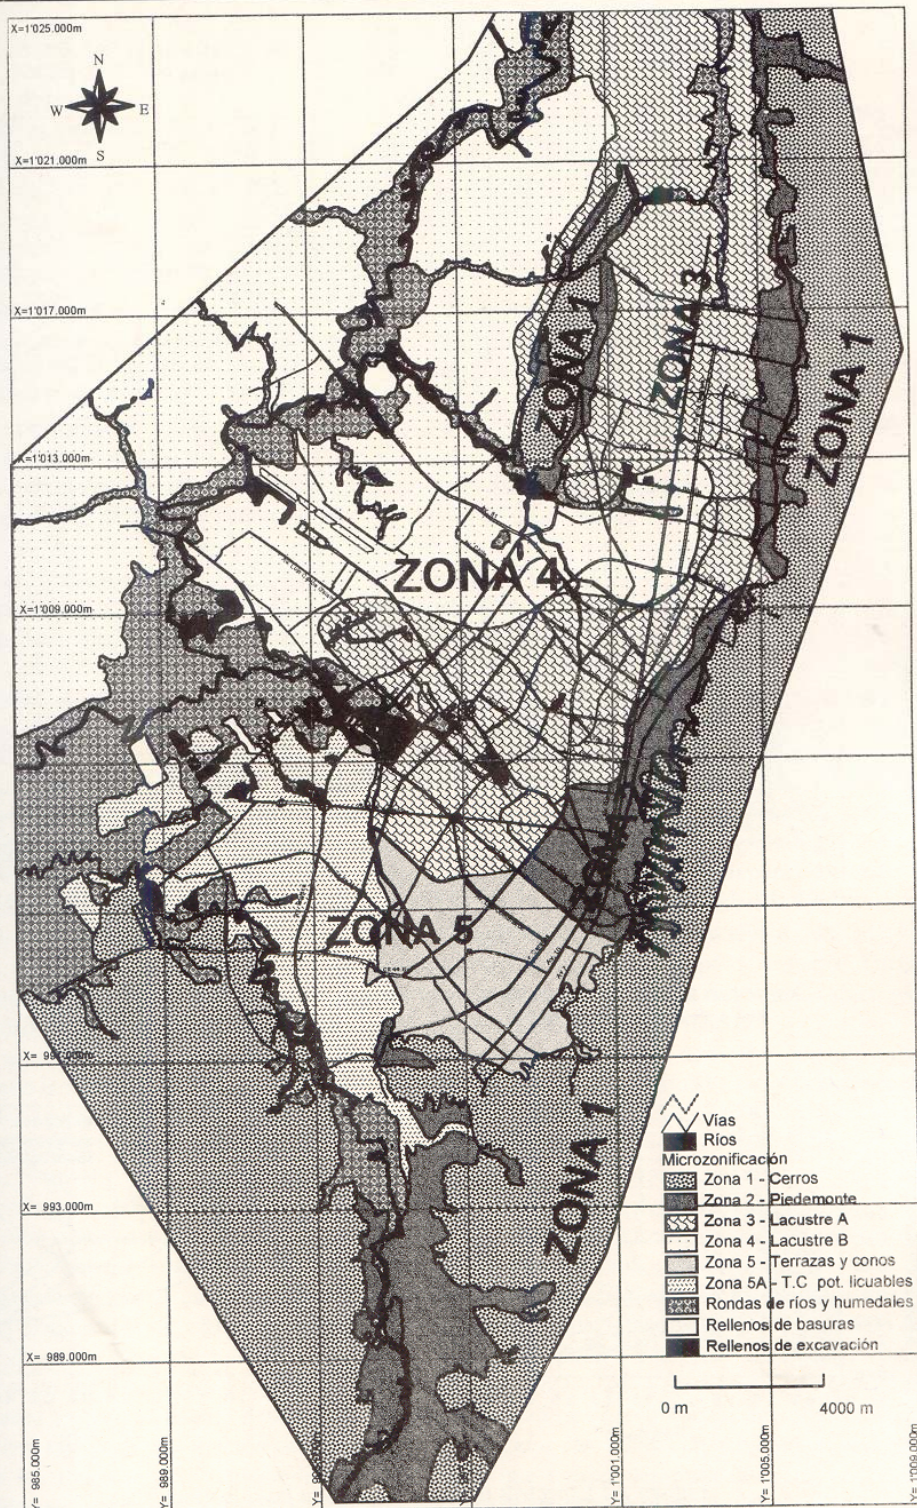 X=1'025.000m
N
W E
S
X=1'021.000m
X=1'017.000m
X=1'013.000m
X=1'009.000m
ZONA 1
ZONA 3
ZONA 1
ZONA 4
ZONA 5
ZONA 1
X= 993.000m
X= 989.000m
Vías
Ríos
Microzonificación
Zona 1 - Cerros
Zona 2 - Piedemonte
Zona 3 - Lacustre A
Zona 4 - Lacustre B
Zona 5 - Terrazas y conos
Zona 5A - T.C pot. licuables
Rondas de ríos y humedales
Rellenos de basuras
Rellenos de excavación
0 m 4000 m
Y= 985.000m
Y= 989.000m
Y= 1'001.000m
Y= 1'005.000m
Y= 1'009.000m